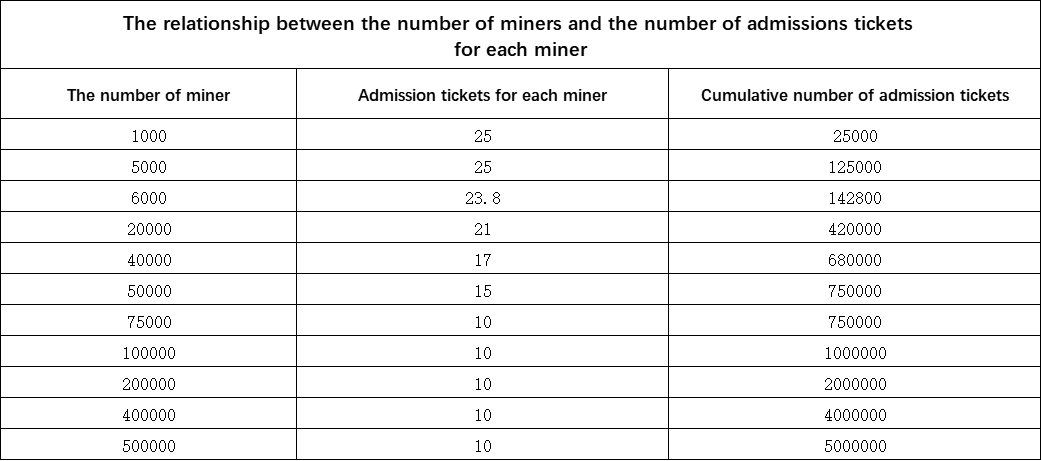 The relationship between the number of miners and the number of admissions tickets
for each miner
The number of miner Admission tickets for each miner Cumulative number of admission tickets
1000 25 25000
5000 25 125000
6000 23.8 142800
20000 21 420000
40000 17 680000
50000 15 750000
75000 10 750000
100000 10 1000000
200000 10 2000000
400000 10 4000000
500000 10 5000000